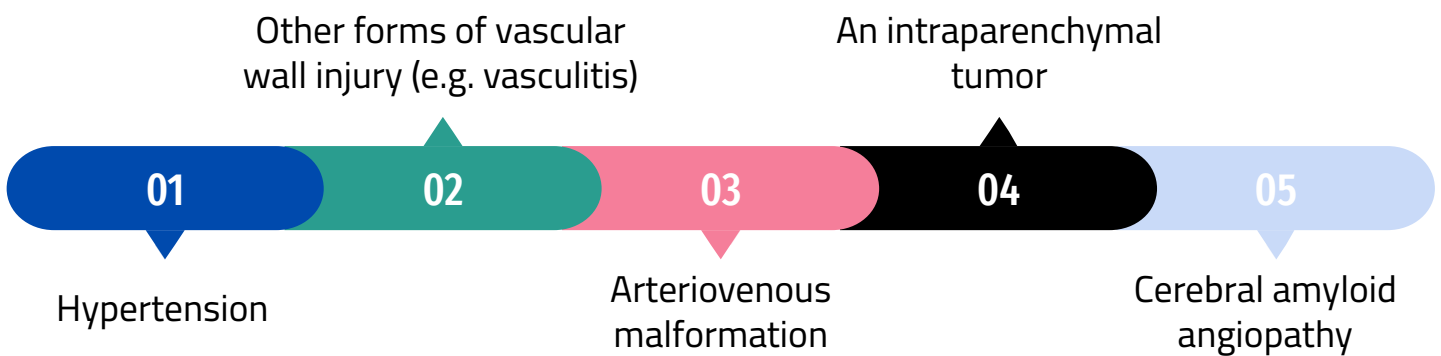 Other forms of vascular
wall injury (e.g. vasculitis)
An intraparenchymal
tumor
01
02
03
04
05
Hypertension
Arteriovenous
malformation
Cerebral amyloid
angiopathy